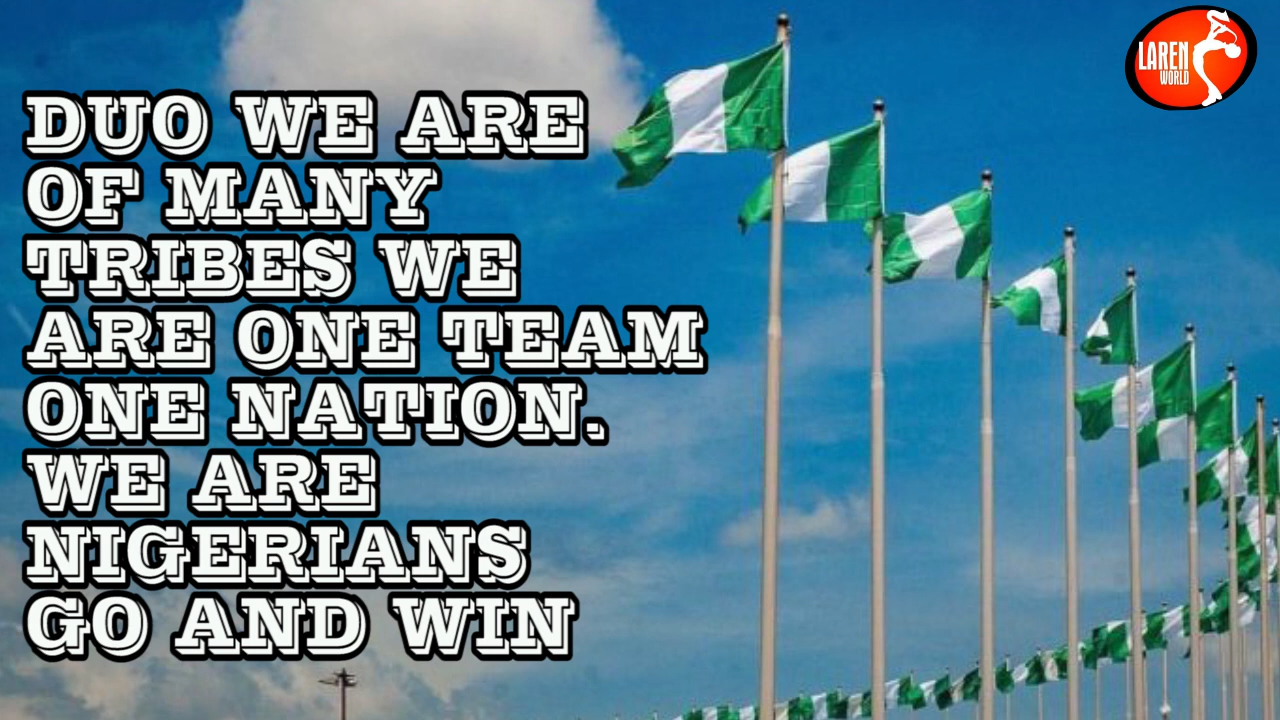 DUO WE ARE
OF MANY
TRIBES WE
ARE ONE TEAM
ONE NATION.
WE ARE
NIGERIANS
GO AND WIN
LAREN
WORLD